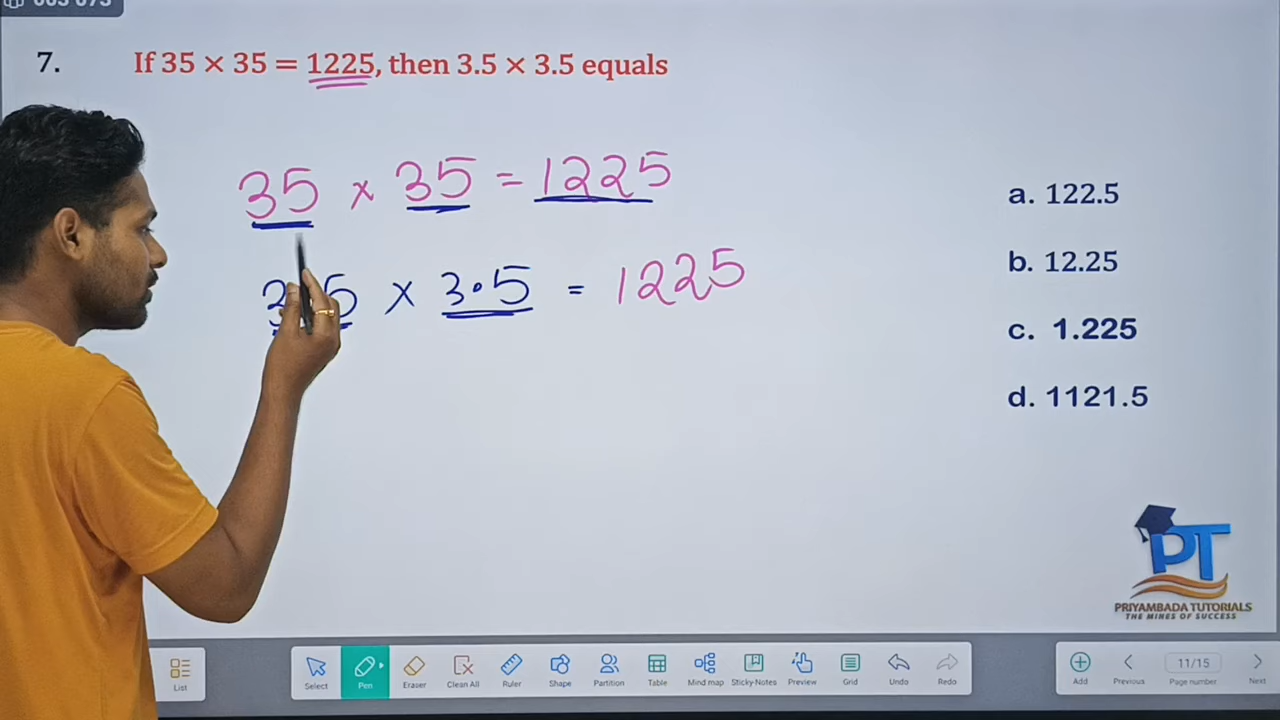 7. If 35 × 35 = 1225, then 3.5 × 3.5 equals
35 × 35 = 1225
3.5 × 3.5 = 1225
a. 122.5
b. 12.25
c. 1.225
d. 1121.5
PT
PRIYAMBADA TUTORIALS
THE MINES OF SUCCESS
List Select Pen Eraser Clean All Ruler Shape Partition Table Mind map Sticky-Notes Preview Grid Undo Redo Add Previous 11/15 Page number Next